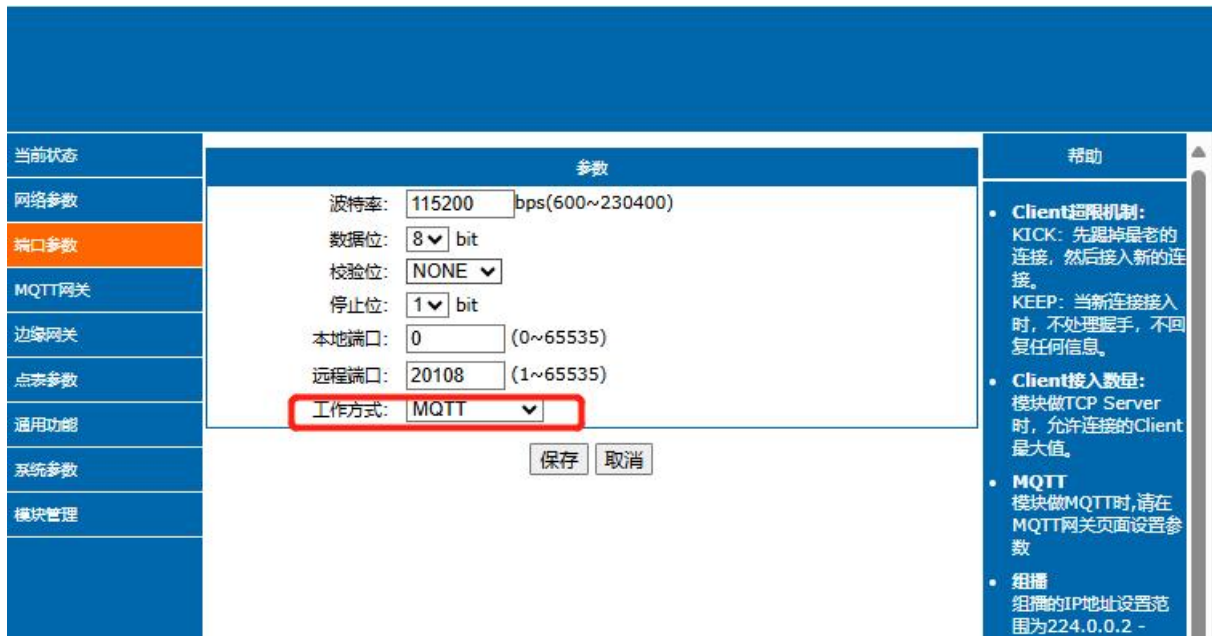 当前状态
网络参数
端口参数
MQTT网关
边缘网关
点表参数
通用功能
系统参数
模块管理
参数
波特率: 115200 bps(600~230400)
数据位: 8 bit
校验位: NONE
停止位: 1 bit
本地端口: 0 (0~65535)
远程端口: 20108 (1~65535)
工作方式: MQTT
保存 取消
帮助
Client超限机制:
KICK: 先踢掉最老的
连接, 然后接入新的连
接。
KEEP: 当新连接接入
时, 不处理握手, 不回
复任何信息。
Client接入数量:
模块做TCP Server
时, 允许连接的Client
最大值。
MQTT
模块做MQTT时,请在
MQTT网关页面设置参
数
组播
组播的IP地址设置范
围为224.0.0.2 -